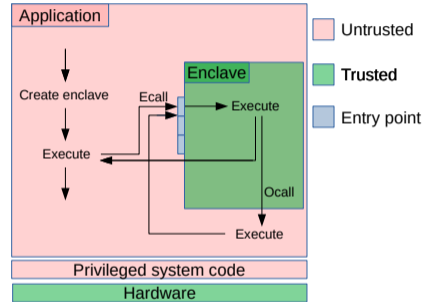 Application
Untrusted
Enclave
Trusted
Create enclave
Ecall
Execute
Entry point
Execute
Ocall
Execute
Privileged system code
Hardware